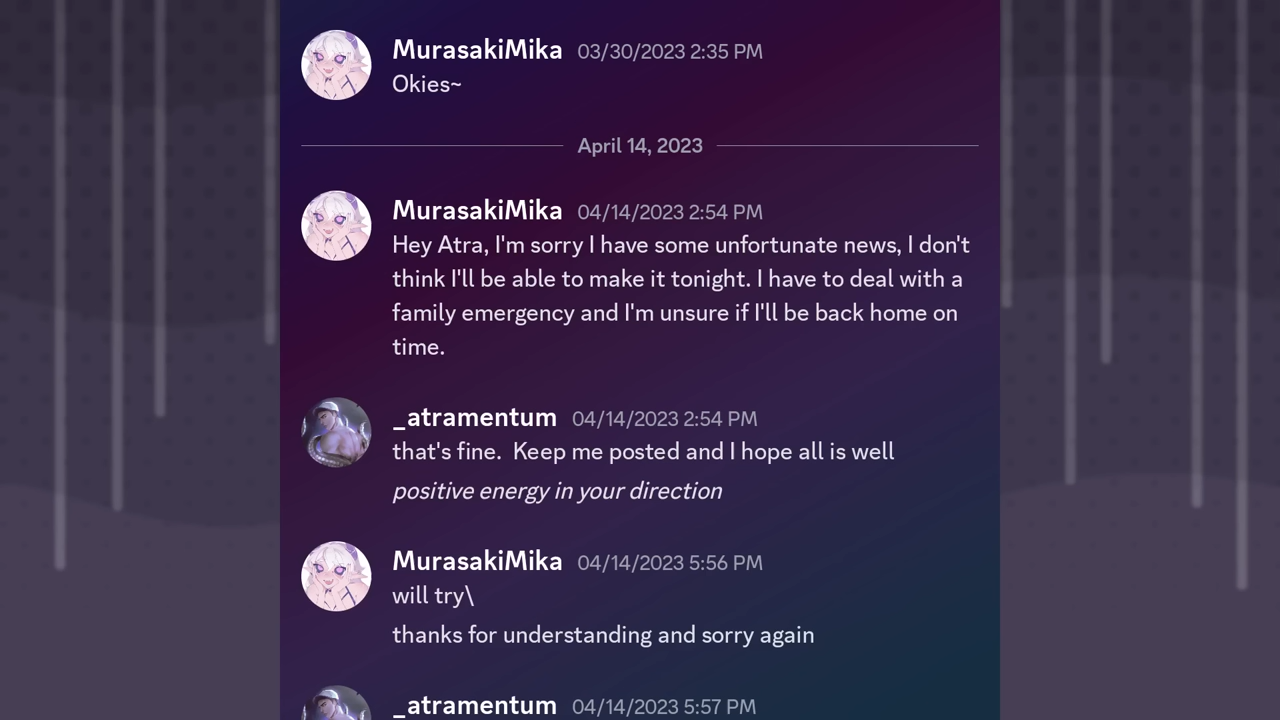 MurasakiMika 03/30/2023 2:35 PM
Okies~
April 14, 2023
MurasakiMika 04/14/2023 2:54 PM
Hey Atra, I'm sorry I have some unfortunate news, I don't
think I'll be able to make it tonight. I have to deal with a
family emergency and I'm unsure if I'll be back home on
time.
_atramentum 04/14/2023 2:54 PM
that's fine.  Keep me posted and I hope all is well
positive energy in your direction
MurasakiMika 04/14/2023 5:56 PM
will try\
thanks for understanding and sorry again
_atramentum 04/14/2023 5:57 PM